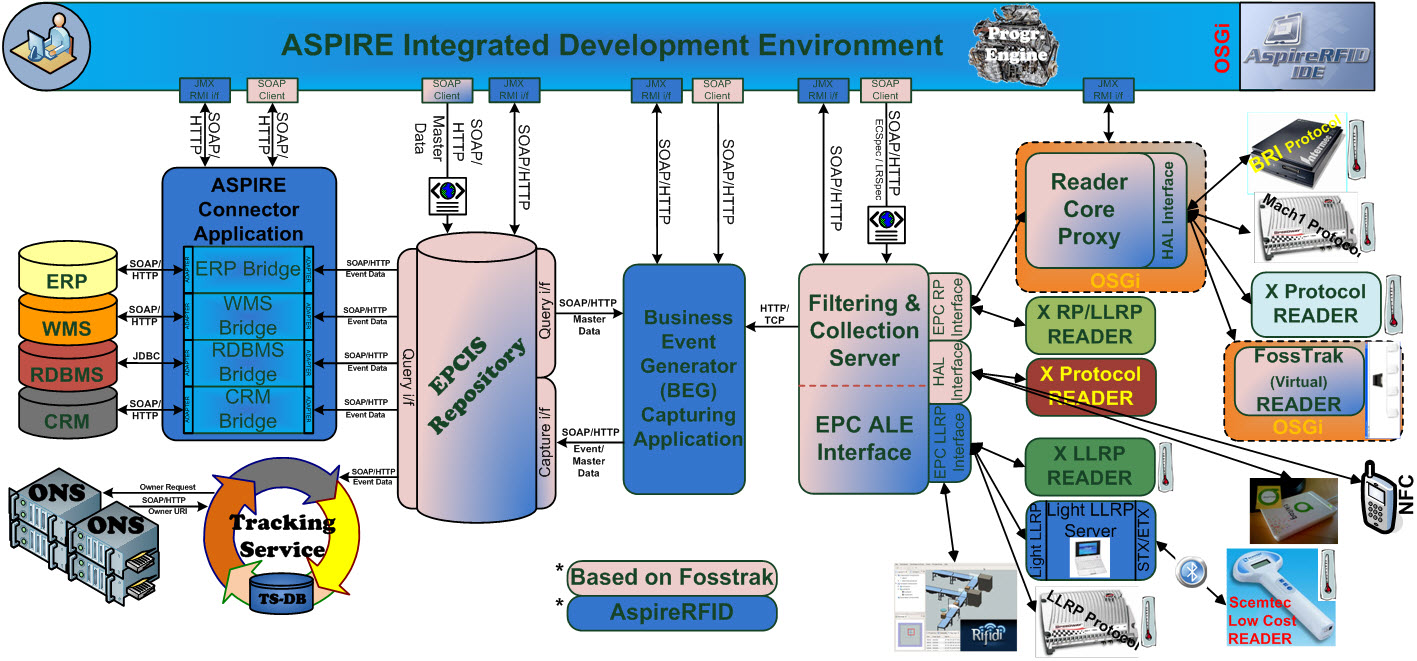 ASPIRE Integrated Development Environment
Progr.
Engine
OSGi
AspireRFID
IDE
JMX
RMI i/f
SOAP
Client
SOAP
Client
JMX
RMI i/f
JMX
RMI i/f
SOAP
Client
JMX
RMI i/f
SOAP
Client
JMX
RMI i/f
SOAP/
HTTP
SOAP/
HTTP
SOAP/
HTTP
Master
Data
SOAP/HTTP
SOAP/HTTP
SOAP/HTTP
SOAP/HTTP
SOAP/HTTP
ECSpec / LRSpec
ASPIRE
Connector
Application
ADAPTER
ERP Bridge
ADAPTER
ADAPTER
WMS
Bridge
ADAPTER
ADAPTER
RDBMS
Bridge
ADAPTER
ADAPTER
CRM
Bridge
ADAPTER
ERP
WMS
RDBMS
CRM
SOAP/
HTTP
SOAP/
HTTP
JDBC
SOAP/
HTTP
SOAP/HTTP
Event Data
SOAP/HTTP
Event Data
SOAP/HTTP
Event Data
SOAP/HTTP
Event Data
SOAP/HTTP
Event Data
Query i/f
EPCIS
Repository
Query i/f
Capture i/f
SOAP/HTTP
Master
Data
SOAP/HTTP
Event/
Master
Data
Business
Event
Generator
(BEG)
Capturing
Application
HTTP/
TCP
Filtering &
Collection
Server
EPC ALE
Interface
EPC RP
Interface
HAL
Interface
EPC LLRP
Interface
Reader
Core
Proxy
HAL Interface
OSGi
BRI Protocol
Intermec
Mach1 Protocol
X Protocol
READER
FossTrak
(Virtual)
READER
OSGi
X RP/LLRP
READER
X Protocol
READER
X LLRP
READER
Light LLRP
Light LLRP
Server
STX/ETX
NFC
Scemtec
Low Cost
READER
LLRP Protocol
Rifidi
ONS
ONS
Owner Request
SOAP/HTTP
Owner URI
Tracking
Service
TS-DB
* Based on Fosstrak
* AspireRFID